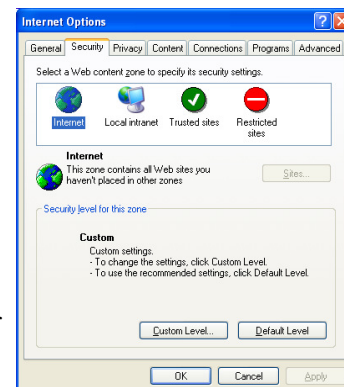 Internet Options
General Security Privacy Content Connections Programs Advanced
Select a Web content zone to specify its security settings.
Internet Local intranet Trusted sites Restricted sites
Internet
This zone contains all Web sites you
haven't placed in other zones
Sites...
Security level for this zone
Custom
Custom settings.
- To change the settings, click Custom Level.
- To use the recommended settings, click Default Level.
Custom Level... Default Level
OK Cancel Apply